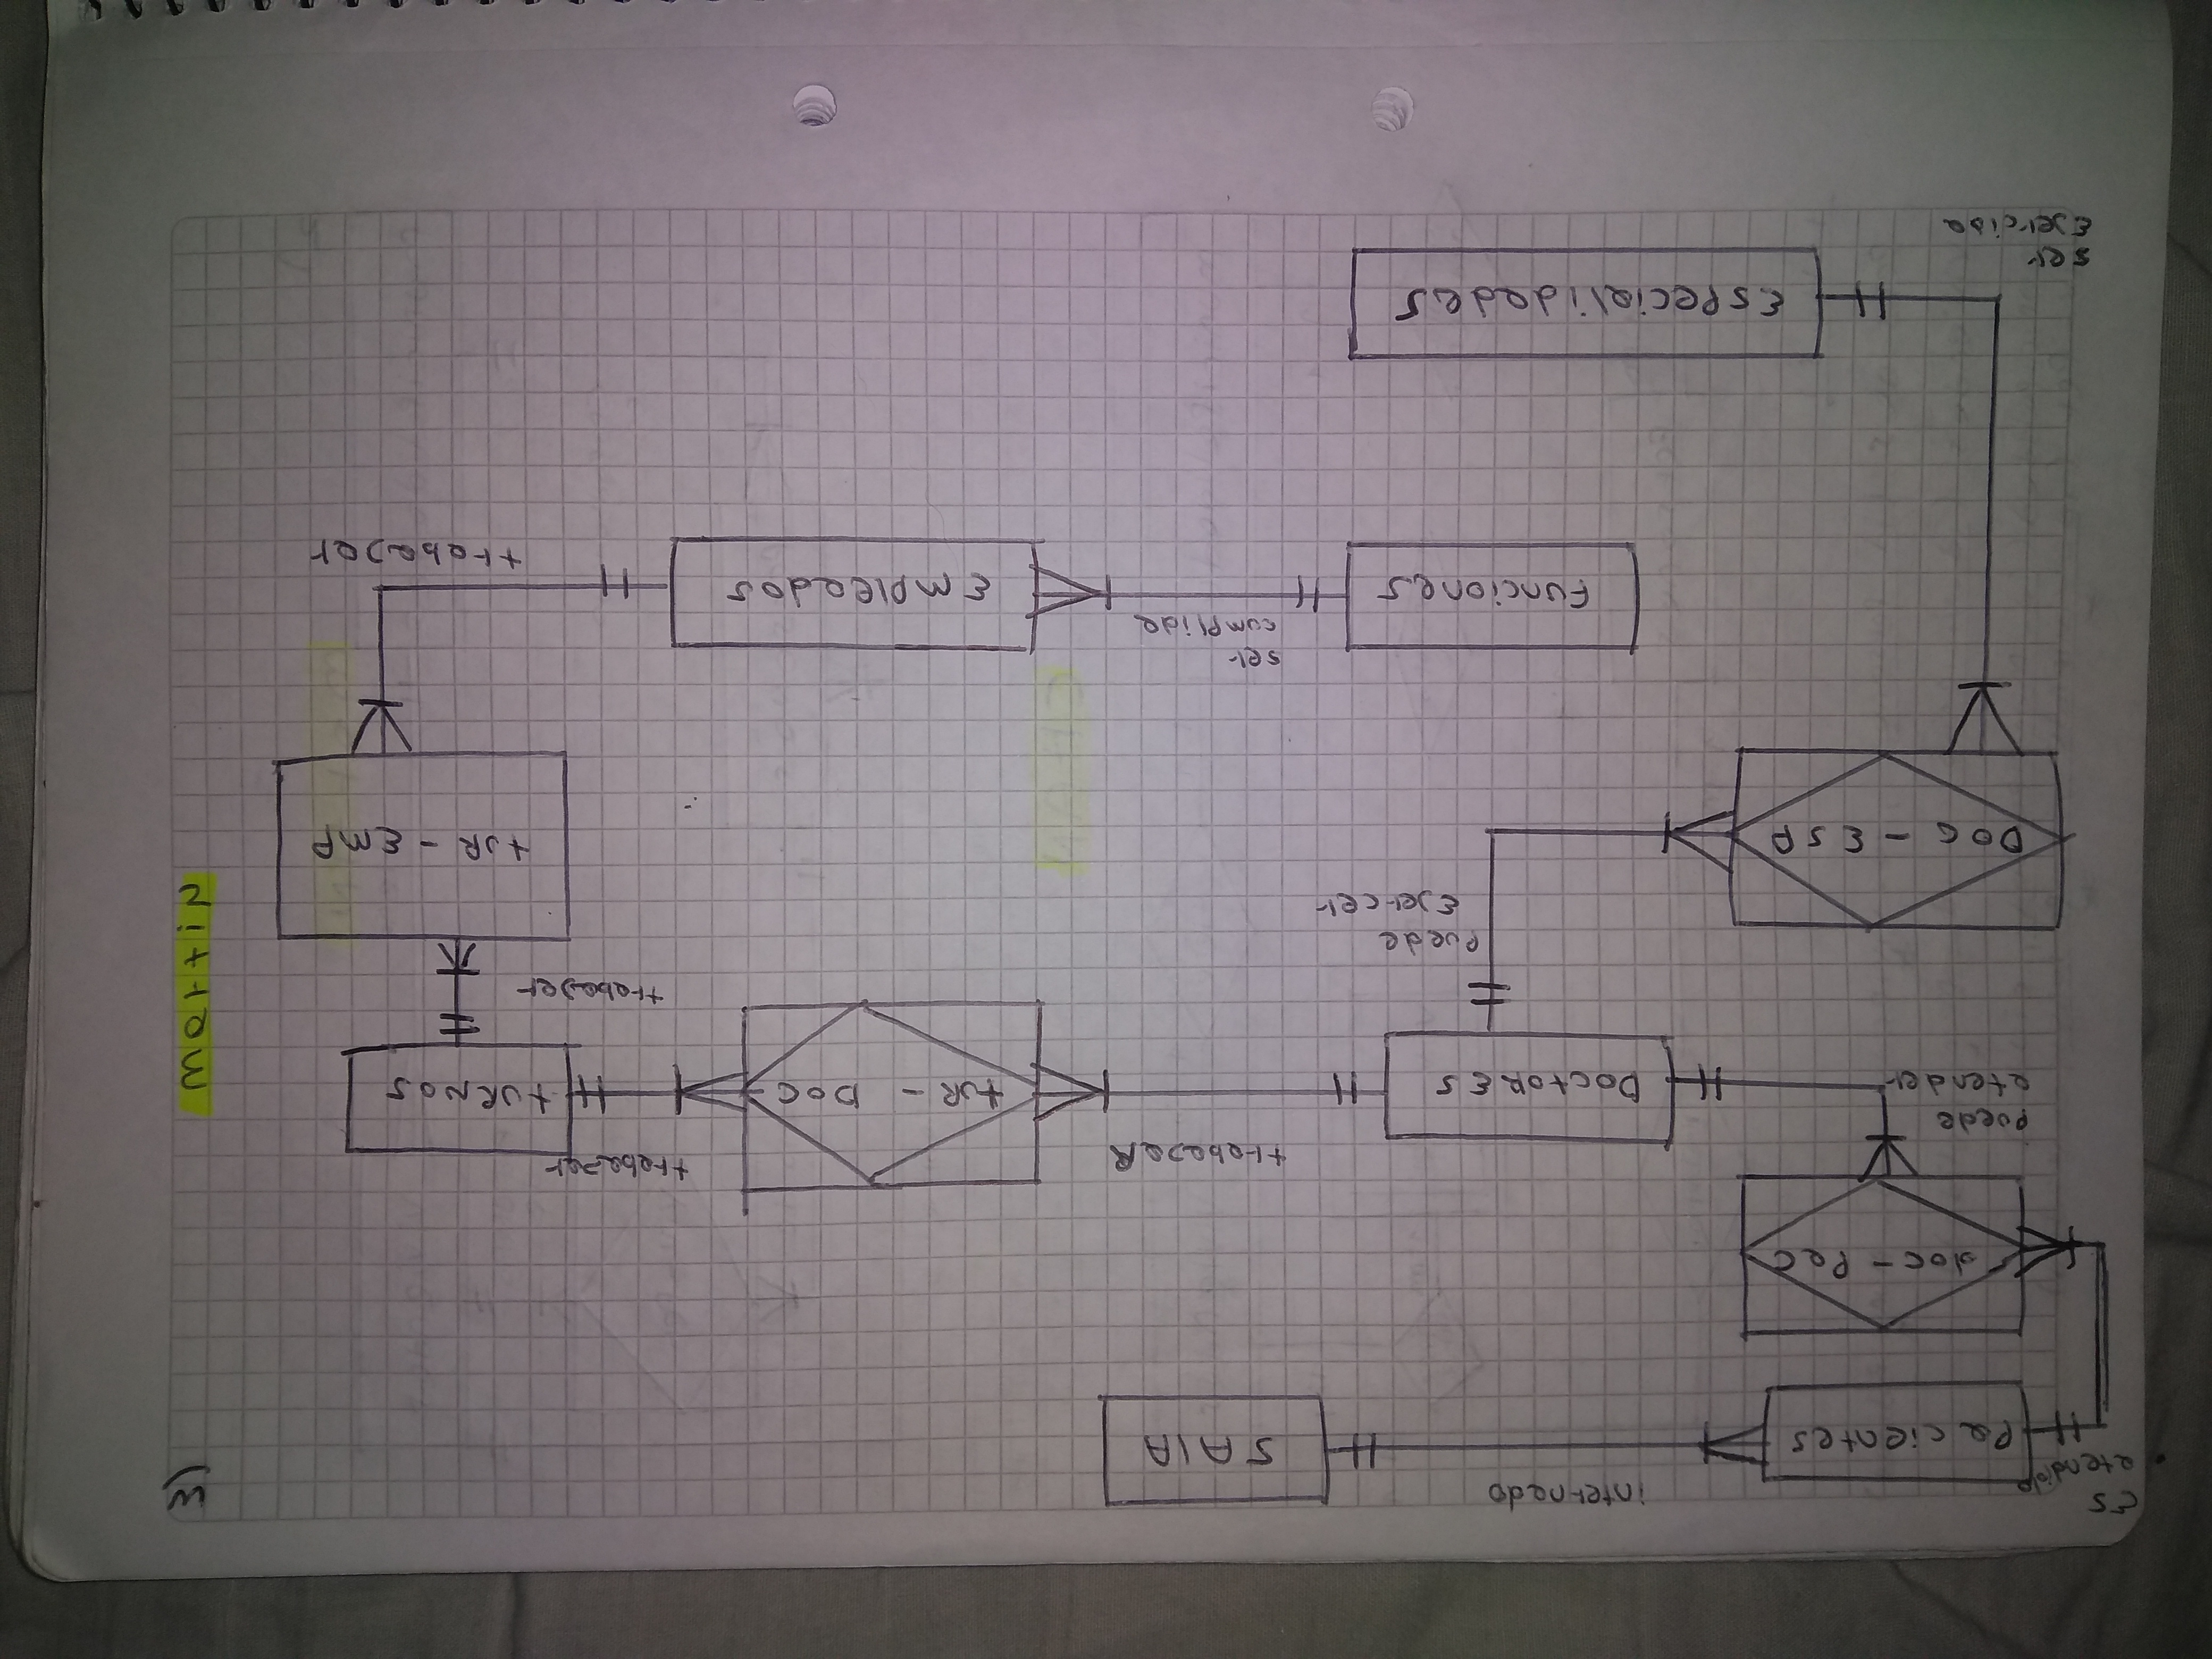 3)
Es
atendido
Pacientes
internado
SAlA
doc - Pac
puede
atender
DoctorES
trabajaR
tUR - Doc
trabajar
tURNOS
martiN
trabajar
puede
Ejercer
Doc - ESP
tUR - EMP
Funciones
ser
cumplida
Empleados
trabajar
Especialidades
ser
Ejercida